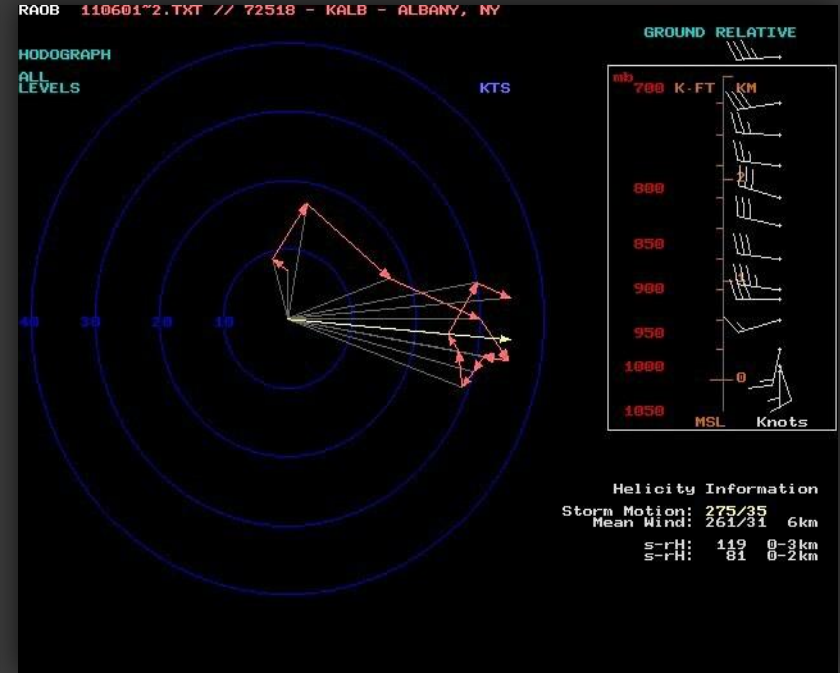 RAOB 110601~2.TXT // 72518 - KALB - ALBANY, NY
GROUND RELATIVE
HODOGRAPH
ALL
LEVELS
KTS
mb
700 K-FT KM
2
800
850
1
900
950
1000
0
1050
MSL Knots
40 30 20 10
Helicity Information
Storm Motion: 275/35
Mean Wind: 261/31 6km
s-rH: 119 0-3km
s-rH: 81 0-2km